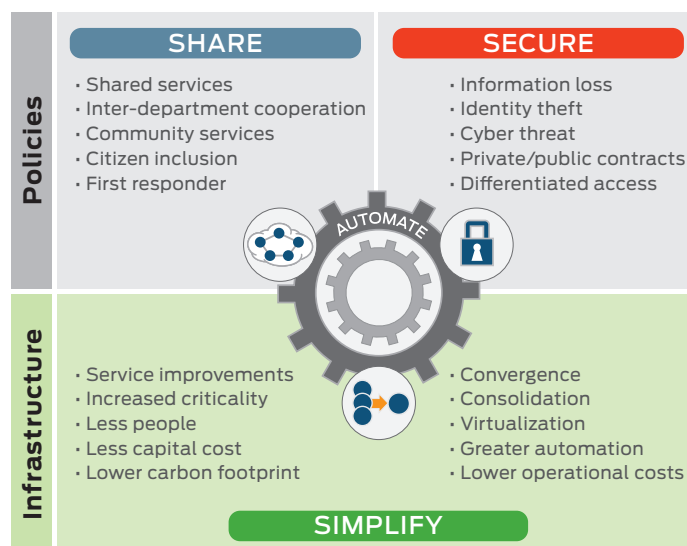 Policies
SHARE
· Shared services
· Inter-department cooperation
· Community services
· Citizen inclusion
· First responder
SECURE
· Information loss
· Identity theft
· Cyber threat
· Private/public contracts
· Differentiated access
AUTOMATE
Infrastructure
· Service improvements
· Increased criticality
· Less people
· Less capital cost
· Lower carbon footprint
· Convergence
· Consolidation
· Virtualization
· Greater automation
· Lower operational costs
SIMPLIFY